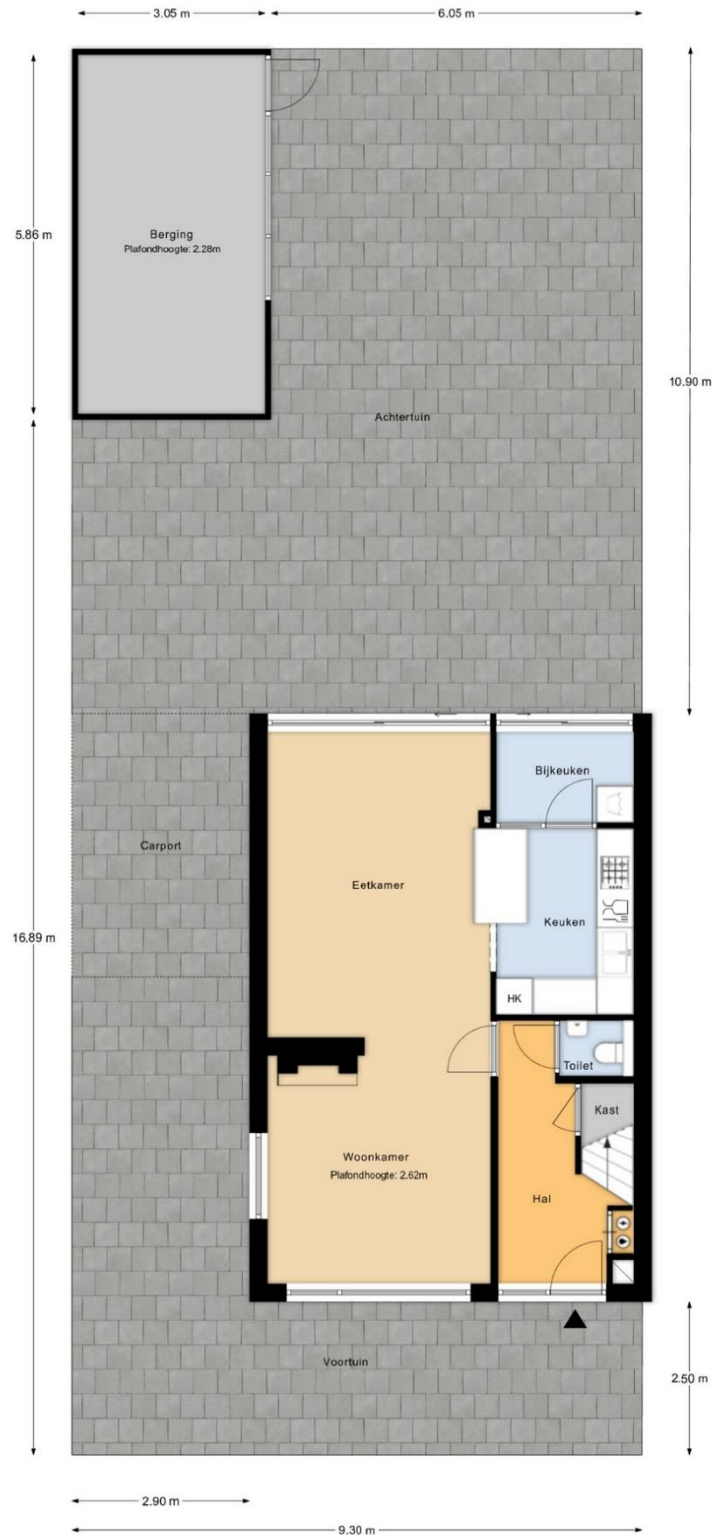 3.05 m
6.05 m
5.86 m
Berging
Plafondhoogte: 2.28m
10.90 m
Achtertuin
Bijkeuken
Carport
Eetkamer
Keuken
16.89 m
HK
Toilet
Kast
Woonkamer
Plafondhoogte: 2.62m
Hal
Voortuin
2.50 m
2.90 m
9.30 m